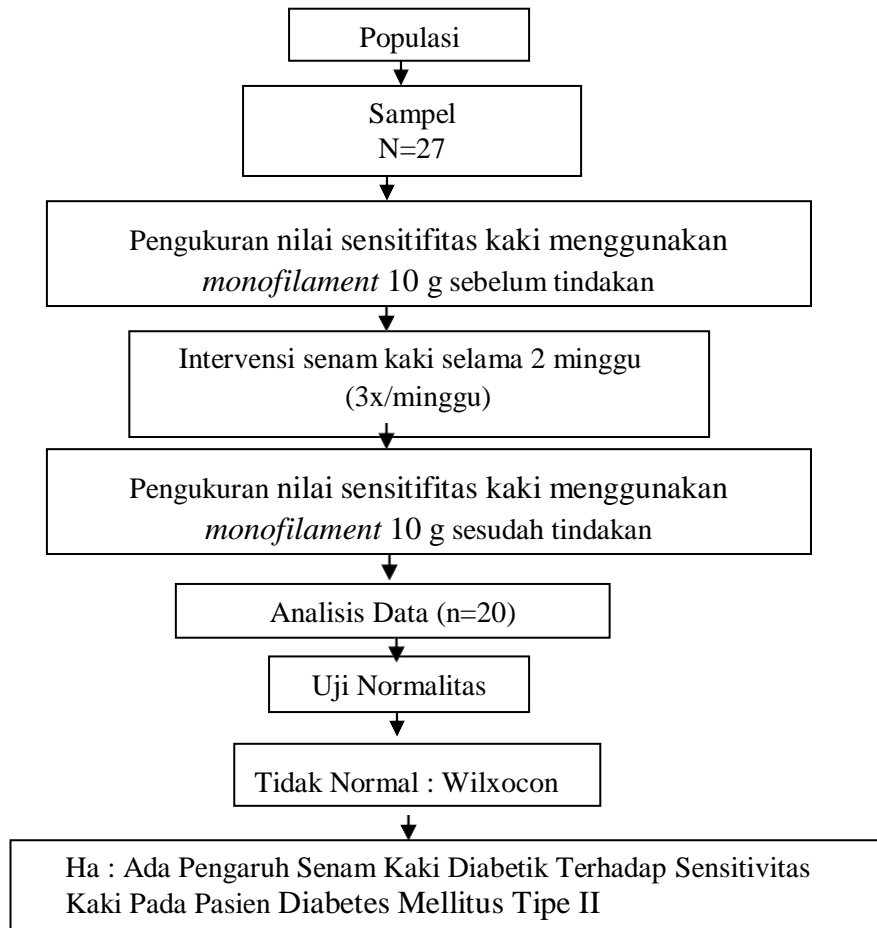 Populasi
Sampel
N=27
Pengukuran nilai sensitifitas kaki menggunakan
monofilament 10 g sebelum tindakan
Intervensi senam kaki selama 2 minggu
(3x/minggu)
Pengukuran nilai sensitifitas kaki menggunakan
monofilament 10 g sesudah tindakan
Analisis Data (n=20)
Uji Normalitas
Tidak Normal : Wilxocon
Ha : Ada Pengaruh Senam Kaki Diabetik Terhadap Sensitivitas
Kaki Pada Pasien Diabetes Mellitus Tipe II